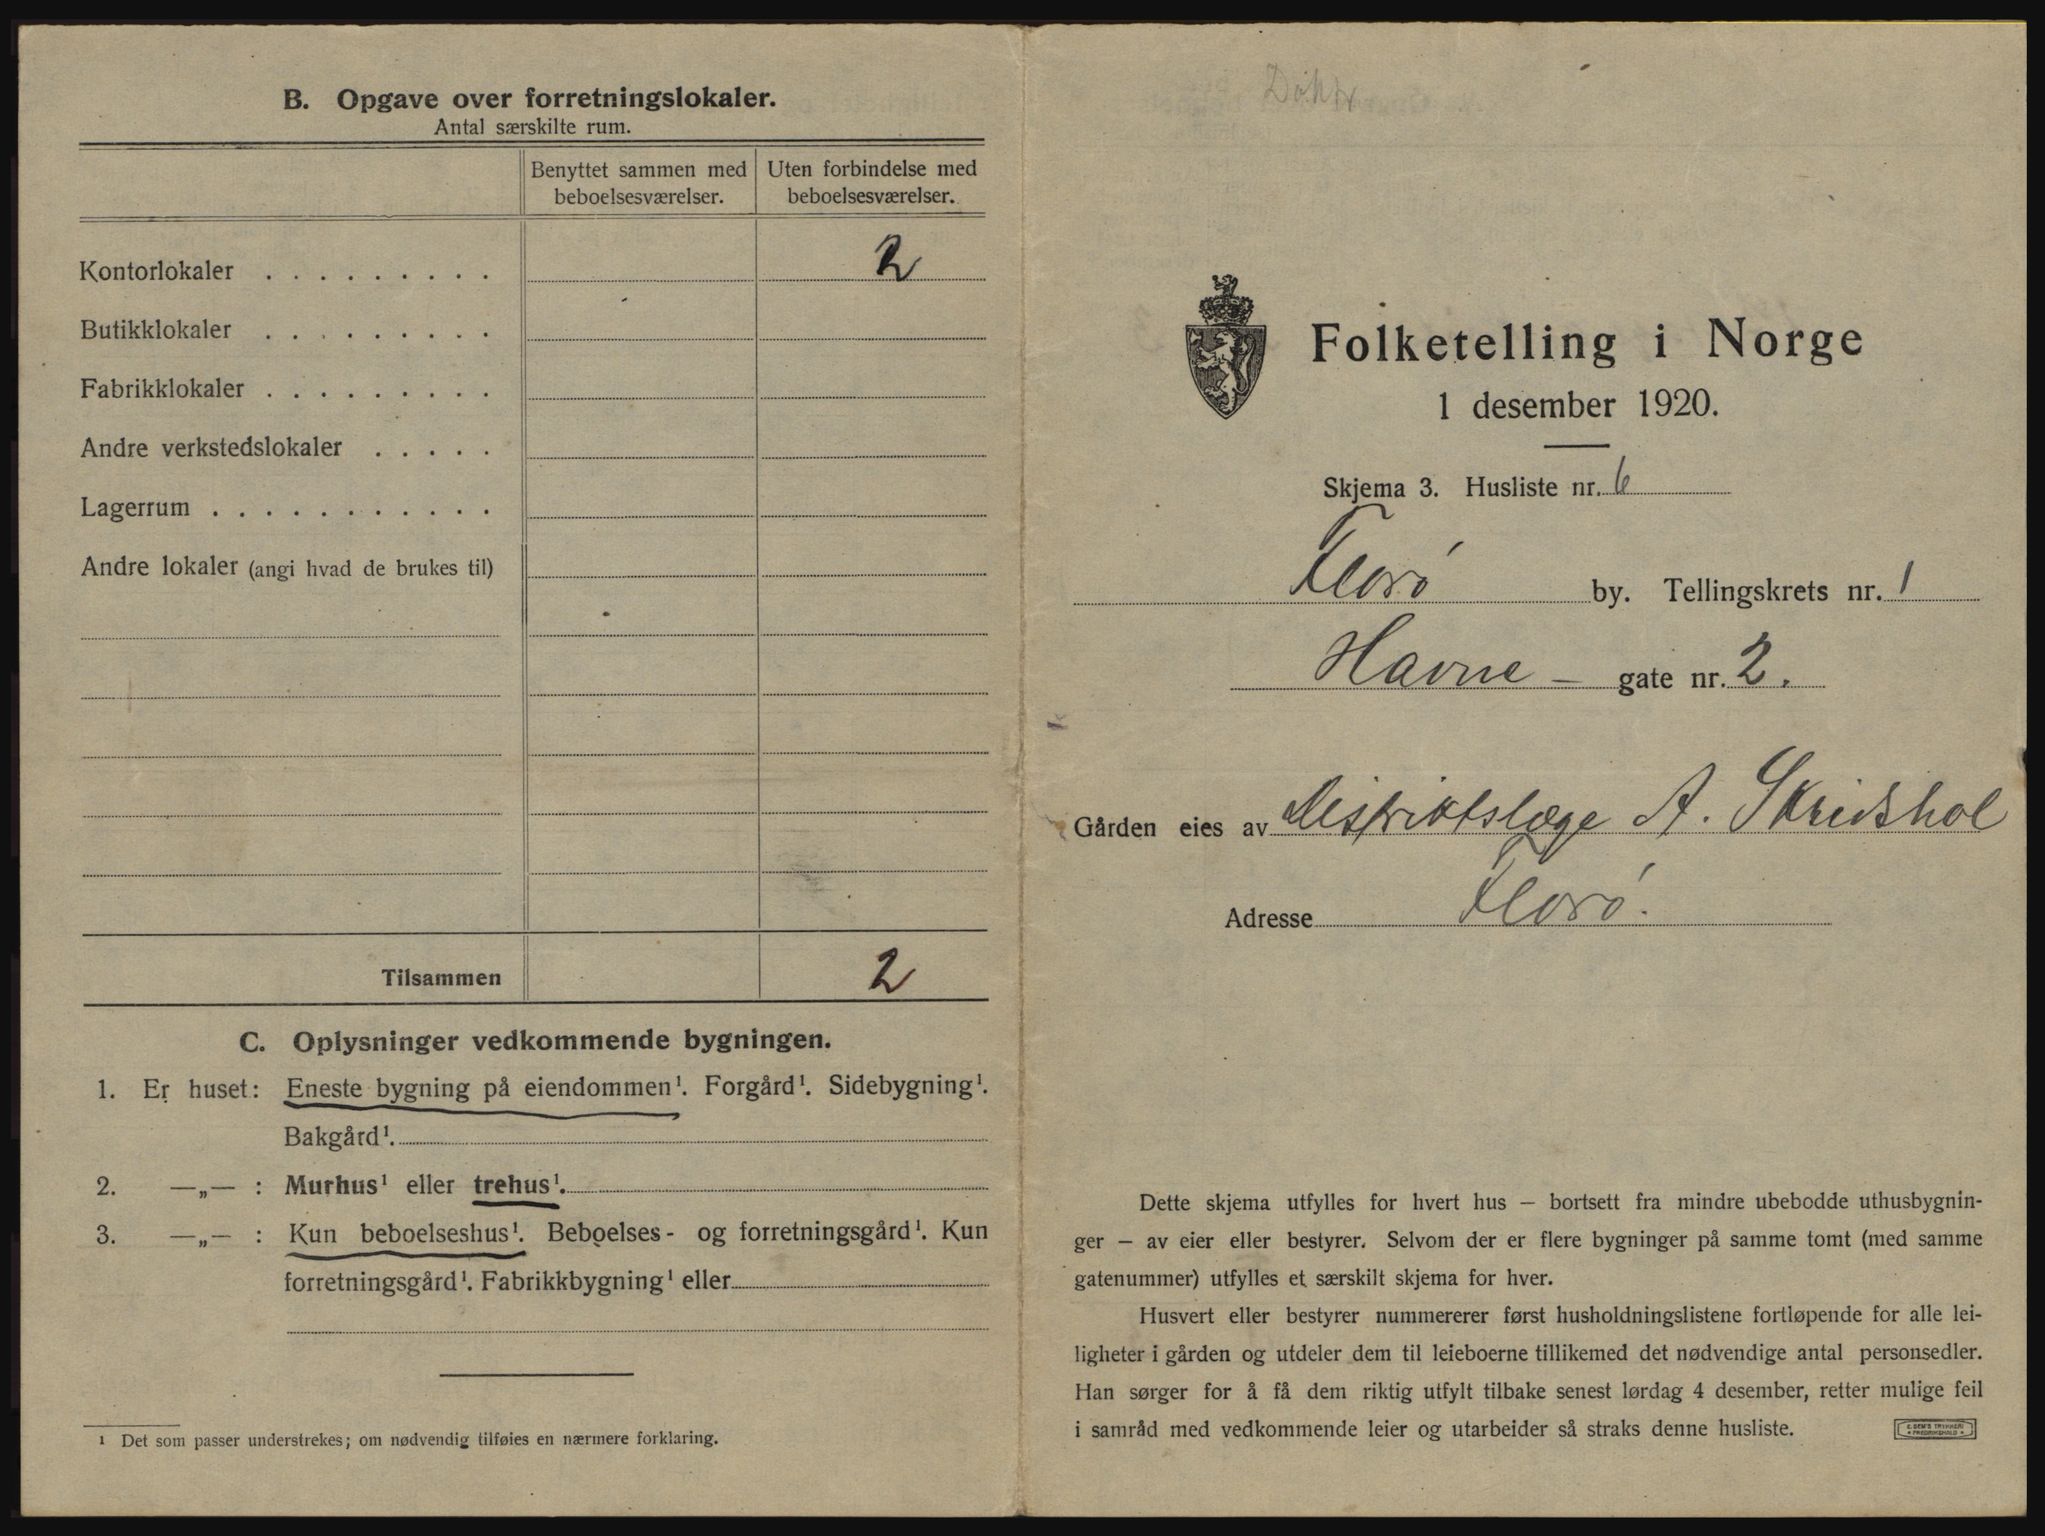 B. Opgave over forretningslokaler.
Antal særskilte rum.
Benyttet sammen med beboelsesværelser.
Uten forbindelse med beboelsesværelser.
Kontorlokaler . . . . . . . . . 2
Butikklokaler . . . . . . . . .
Fabrikklokaler . . . . . . . . .
Andre verkstedslokaler . . . . .
Lagerrum . . . . . . . . . . . .
Andre lokaler (angi hvad de brukes til)
Tilsammen 2
C. Oplysninger vedkommende bygningen.
1. Er huset: Eneste bygning på eiendommen¹. Forgård¹. Sidebygning¹.
Bakgård¹.
2. —„— : Murhus¹ eller trehus¹.
3. —„— : Kun beboelseshus¹. Beboelses- og forretningsgård¹. Kun
forretningsgård¹. Fabrikkbygning¹ eller
¹ Det som passer understrekes; om nødvendig tilføies en nærmere forklaring.
Folketelling i Norge
1 desember 1920.
Skjema 3. Husliste nr. 6
Florö by. Tellingskrets nr. 1
Havne - gate nr. 2.
Gården eies av distriktslæge A. Skridshol
Adresse Florö.
Dette skjema utfylles for hvert hus — bortsett fra mindre ubebodde uthusbygnin-
ger — av eier eller bestyrer. Selvom der er flere bygninger på samme tomt (med samme
gatenummer) utfylles et særskilt skjema for hver.
Husvert eller bestyrer nummererer først husholdningslistene fortløpende for alle lei-
ligheter i gården og utdeler dem til leieboerne tillikemed det nødvendige antal personsedler.
Han sørger for å få dem riktig utfylt tilbake senest lørdag 4 desember, retter mulige feil
i samråd med vedkommende leier og utarbeider så straks denne husliste.